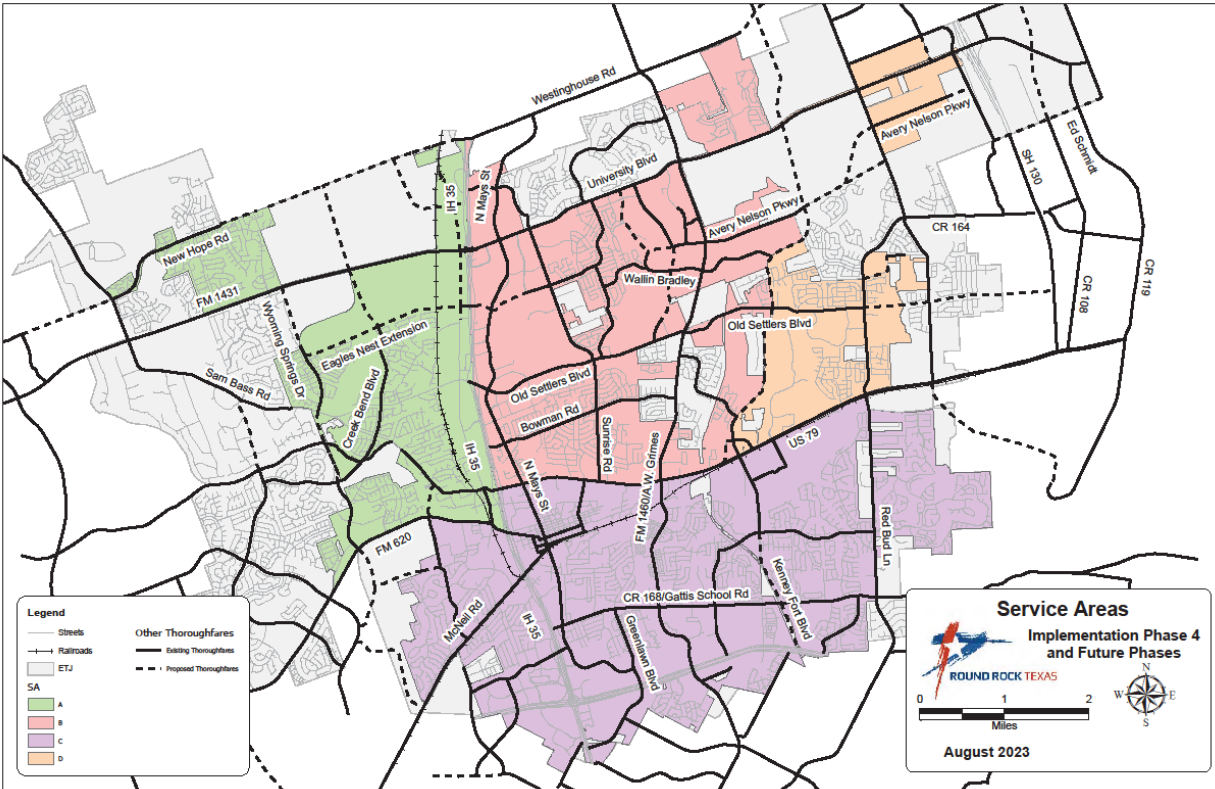 Westinghouse Rd
Avery Nelson Pkwy
Ed Schmidt
SH 130
University Blvd
IH 35
N Mays St
New Hope Rd
Avery Nelson Pkwy
CR 164
FM 1431
Wallin Bradley
CR 108
CR 119
Wyoming Springs Dr
Eagles Nest Extension
Old Settlers Blvd
Sam Bass Rd
Creek Bend Blvd
Old Settlers Blvd
Bowman Rd
Sunrise Rd
US 79
IH 35
N Mays St
FM 1460/A.W. Grimes
Red Bud Ln
FM 620
Kenney Fort Blvd
CR 168/Gattis School Rd
McNeil Rd
IH 35
Greenlawn Blvd
Legend
Streets
Railroads
ETJ
SA
A
B
C
D
Other Thoroughfares
Existing Thoroughfares
Proposed Thoroughfares
Service Areas
Implementation Phase 4
and Future Phases
ROUND ROCK TEXAS
N
W
E
S
0 1 2
Miles
August 2023